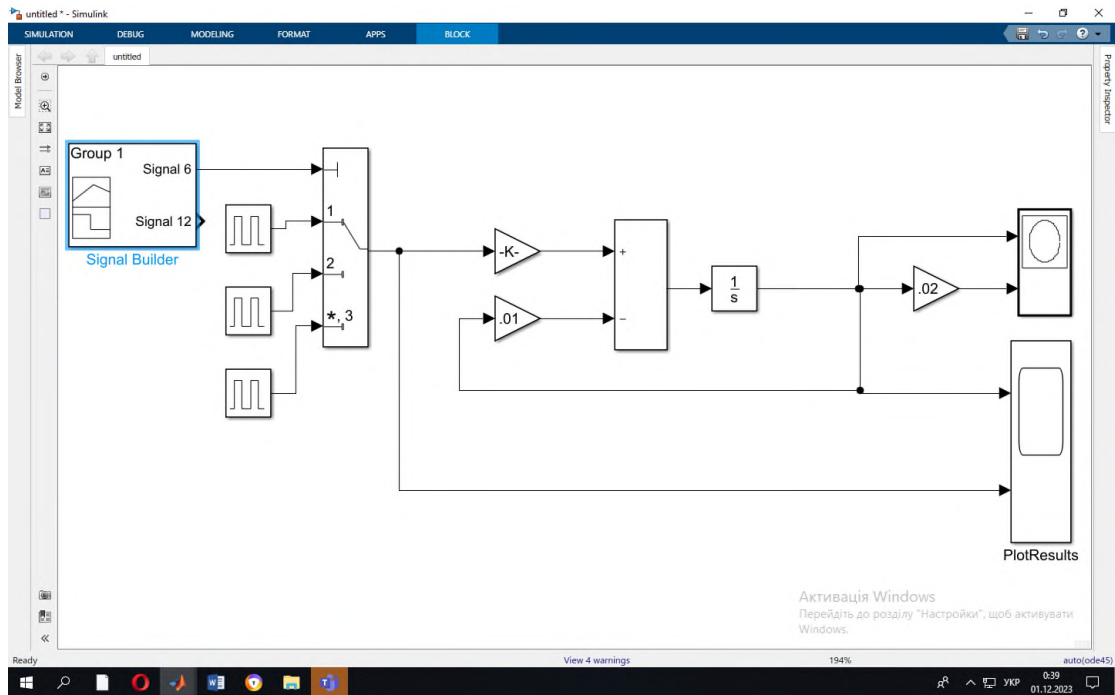 untitled * - Simulink
SIMULATION DEBUG MODELING FORMAT APPS BLOCK
Model Browser
untitled
Property Inspector
Group 1
Signal 6
Signal 12
Signal Builder
1
2
*, 3
-K-
.01
+
−
1
s
.02
PlotResults
Активація Windows
Перейдіть до розділу "Настройки", щоб активувати
Windows.
Ready View 4 warnings 194% auto(ode45)
УКР 0:39
01.12.2023